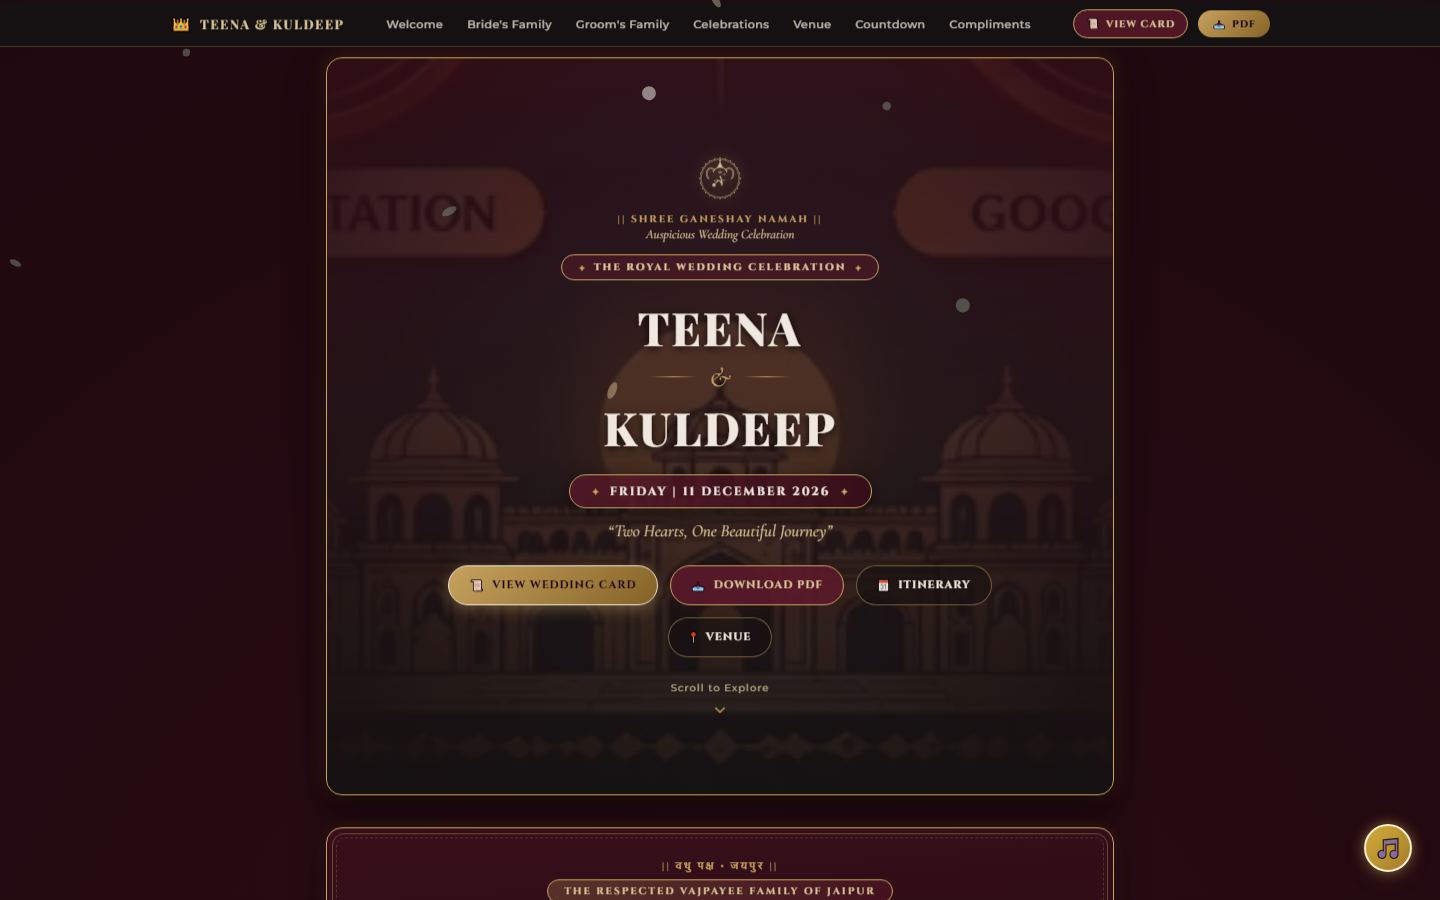 TEENA & KULDEEP
Welcome
Bride's Family
Groom's Family
Celebrations
Venue
Countdown
Compliments
VIEW CARD
PDF
TATION
GOOG
|| SHREE GANESHAY NAMAH ||
Auspicious Wedding Celebration
✦ THE ROYAL WEDDING CELEBRATION ✦
TEENA
&
KULDEEP
✦ FRIDAY | 11 DECEMBER 2026 ✦
“Two Hearts, One Beautiful Journey”
VIEW WEDDING CARD
DOWNLOAD PDF
ITINERARY
VENUE
Scroll to Explore
|| वधु पक्ष • जयपुर ||
THE RESPECTED VAJPAYEE FAMILY OF JAIPUR